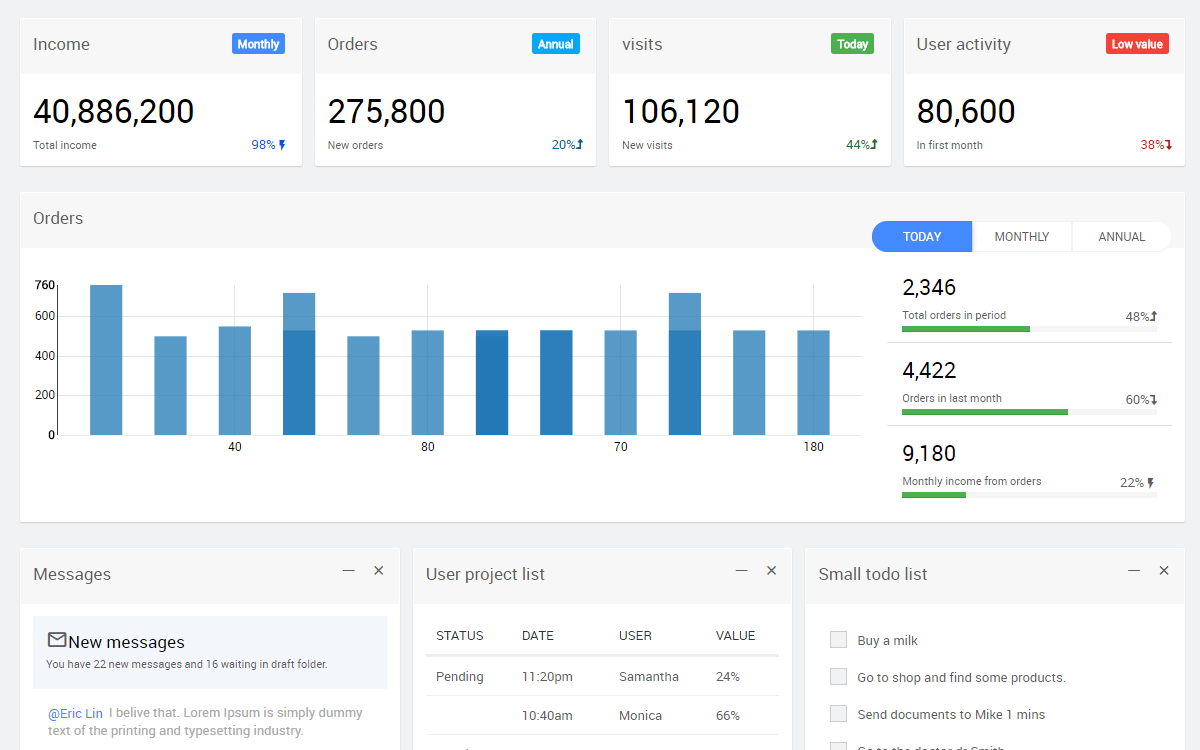 Income
Monthly
40,886,200
Total income
98%
Orders
Annual
275,800
New orders
20%
visits
Today
106,120
New visits
44%
User activity
Low value
80,600
In first month
38%
Orders
TODAY
MONTHLY
ANNUAL
760
600
400
200
0
40
80
70
180
2,346
Total orders in period
48%
4,422
Orders in last month
60%
9,180
Monthly income from orders
22%
Messages
New messages
You have 22 new messages and 16 waiting in draft folder.
@Eric Lin I belive that. Lorem Ipsum is simply dummy
text of the printing and typesetting industry.
User project list
STATUS DATE USER VALUE
Pending 11:20pm Samantha 24%
10:40am Monica 66%
Small todo list
Buy a milk
Go to shop and find some products.
Send documents to Mike 1 mins
Go to the doctor dr Smith